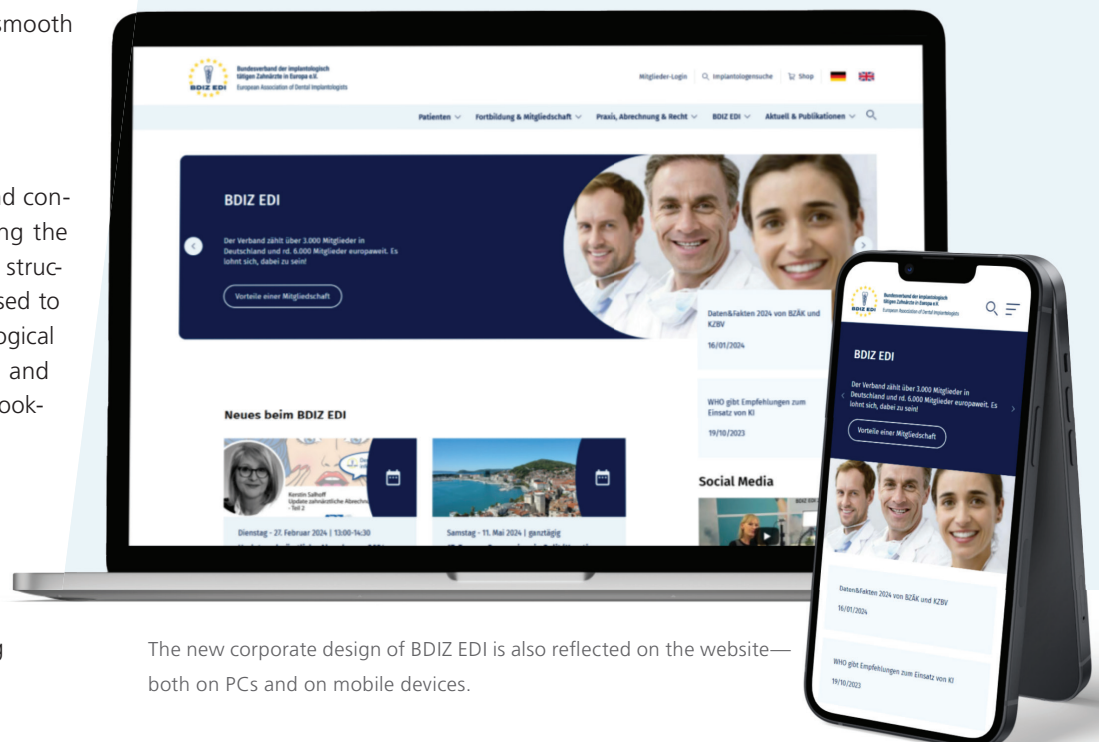 smooth
nd con-
ng the
struc-
sed to
ogical
and
ook-
g
BDIZ EDI
Bundesverband der implantologisch
tätigen Zahnärzte in Europa e.V.
European Association of Dental Implantologists
Mitglieder-Login
Implantologensuche
Shop
Patienten
Fortbildung & Mitgliedschaft
Praxis, Abrechnung & Recht
BDIZ EDI
Aktuell & Publikationen
BDIZ EDI
Der Verband zählt über 3.000 Mitglieder in
Deutschland und rd. 6.000 Mitglieder europaweit. Es
lohnt sich, dabei zu sein!
Vorteile einer Mitgliedschaft
Daten&Fakten 2024 von BZÄK und
KZBV
16/01/2024
WHO gibt Empfehlungen zum
Einsatz von KI
19/10/2023
Neues beim BDIZ EDI
Kerstin Salhoff
Update zahnärztliche Abrechn
- Teil 2
Dienstag - 27. Februar 2024 | 13:00-14:30
Samstag - 11. Mai 2024 | ganztägig
Social Media
BDIZ EDI
Bundesverband der implantologisch
tätigen Zahnärzte in Europa e.V.
European Association of Dental Implantologists
BDIZ EDI
Der Verband zählt über 3.000 Mitglieder in
Deutschland und rd. 6.000 Mitglieder europaweit. Es
lohnt sich, dabei zu sein!
Vorteile einer Mitgliedschaft
Daten&Fakten 2024 von BZÄK und KZBV
16/01/2024
WHO gibt Empfehlungen zum Einsatz von KI
19/10/2023
The new corporate design of BDIZ EDI is also reflected on the website—
both on PCs and on mobile devices.